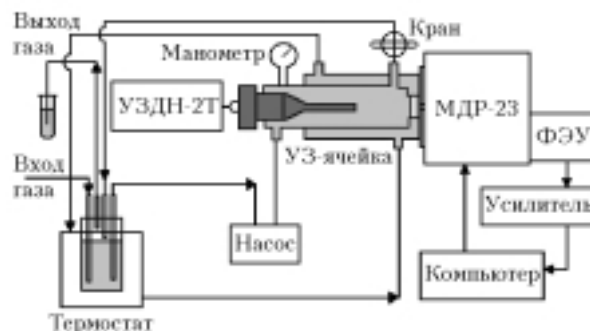 Выход
газа
Кран
Манометр
УЗДН-2Т
МДР-23
ФЭУ
УЗ-ячейка
Вход
газа
Усилитель
Насос
Компьютер
Термостат